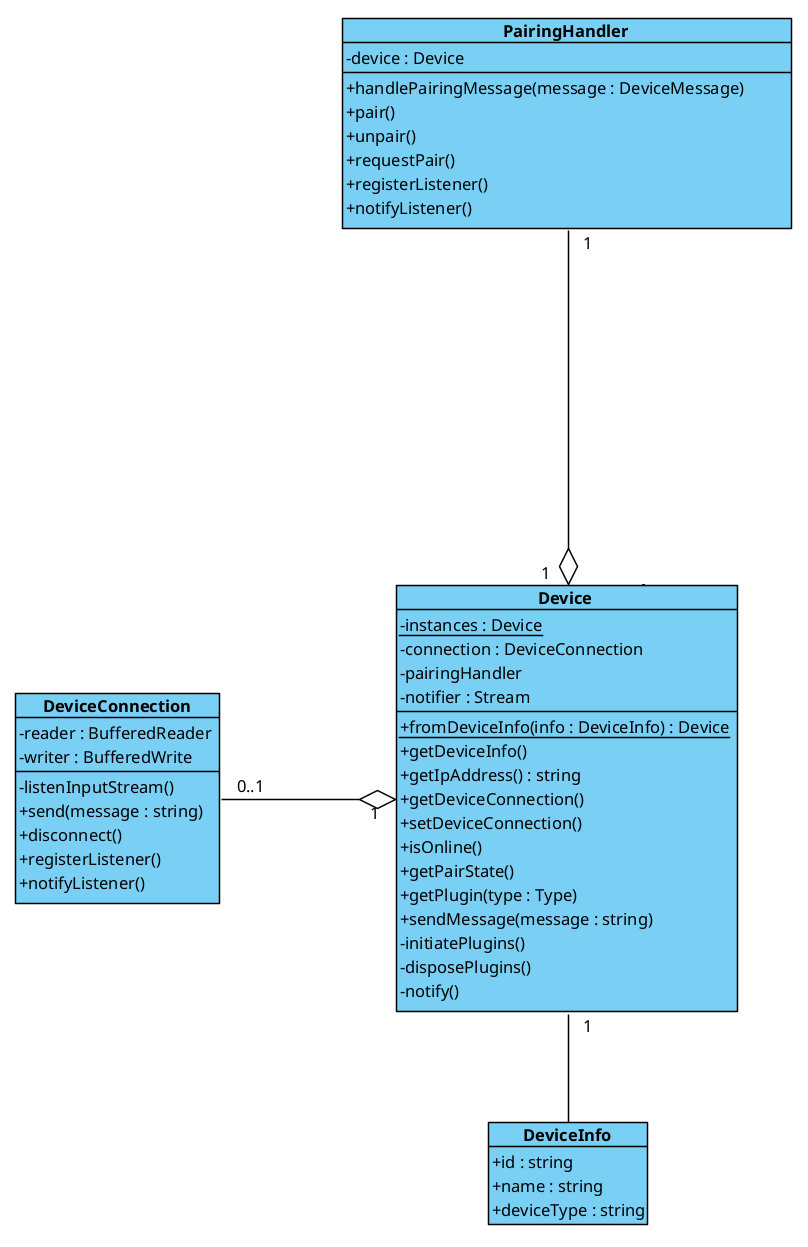 PairingHandler
-device : Device
+handlePairingMessage(message : DeviceMessage)
+pair()
+unpair()
+requestPair()
+registerListener()
+notifyListener()
1
1
Device
-instances : Device
-connection : DeviceConnection
-pairingHandler
-notifier : Stream
+fromDeviceInfo(info : DeviceInfo) : Device
+getDeviceInfo()
+getIpAddress() : string
+getDeviceConnection()
+setDeviceConnection()
+isOnline()
+getPairState()
+getPlugin(type : Type)
+sendMessage(message : string)
-initiatePlugins()
-disposePlugins()
-notify()
DeviceConnection
-reader : BufferedReader
-writer : BufferedWrite
-listenInputStream()
+send(message : string)
+disconnect()
+registerListener()
+notifyListener()
0..1
1
1
DeviceInfo
+id : string
+name : string
+deviceType : string